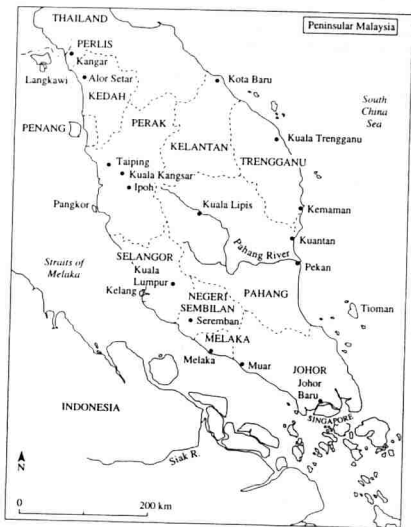 THAILAND
Peninsular Malaysia
PERLIS
Kangar
Langkawi
Alor Setar
KEDAH
Kota Baru
South
China
Sea
PENANG
PERAK
KELANTAN
Kuala Trengganu
TRENGGANU
Taiping
Kuala Kangsar
Ipoh
Pangkor
Kuala Lipis
Kemaman
Kuantan
Pahang River
Pekan
Straits of
Melaka
SELANGOR
Kuala
Lumpur
Kelang
NEGERI
SEMBILAN
Seremban
PAHANG
Tioman
MELAKA
Melaka
Muar
JOHOR
Johor
Baru
SINGAPORE
INDONESIA
Siak R.
N
0
200 km